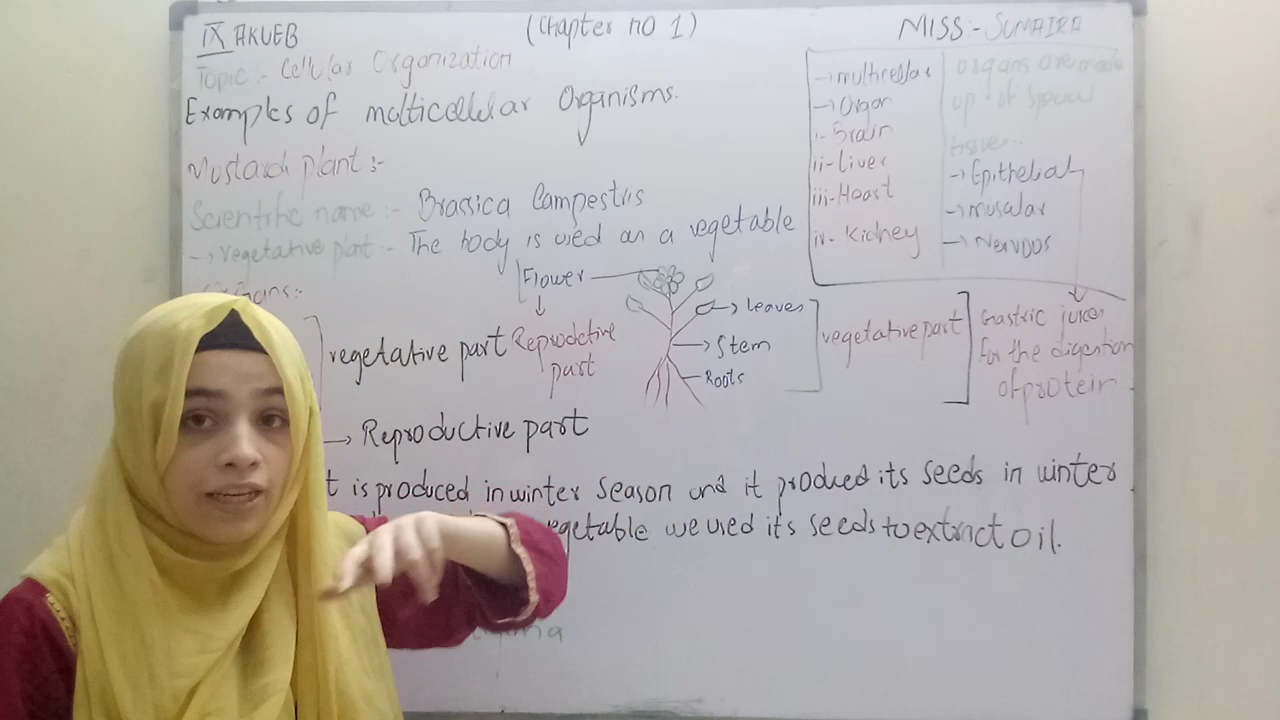 IX AKUEB
(Chapter no 1)
MISS:- SUMAIRA
Topic:- Cellular Organization
Examples of multicellular Organisms.
Mustard plant:-
Scientific name:- Brassica Campestris
→ vegetative plant:- The body is used as a vegetable
Flower
Reproductive
part
→ leaves
→ Stem
Roots
vegetative part
vegetative part
→ Reproductive part
t is produced in winter season and it produced its seeds in winter
egetable we used it's seeds to extract oil.
→ multicellular
→ Organ
i- Brain
ii- Liver
iii- Heart
iv- Kidney
organs are made
up of special
tissue.
→ Epithelial
→ muscular
→ Nervous
Gastric juice
for the digestion
of protein